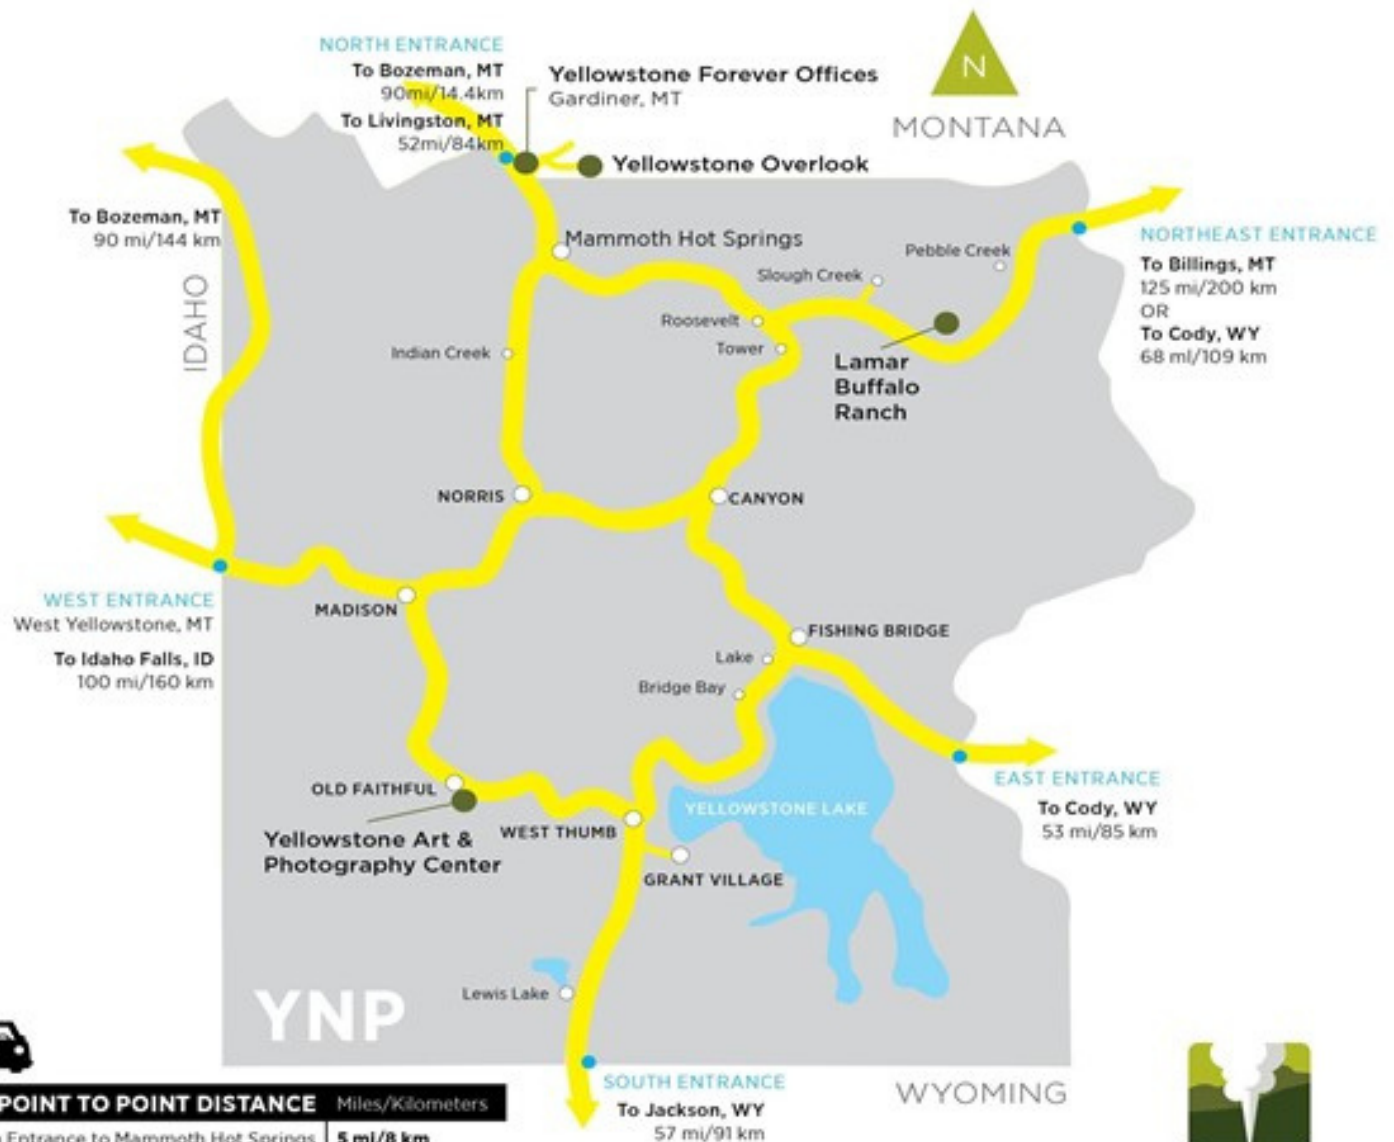 NORTH ENTRANCE
To Bozeman, MT
90mi/14.4km
To Livingston, MT
52mi/84km
Yellowstone Forever Offices
Gardiner, MT
N
MONTANA
Yellowstone Overlook
To Bozeman, MT
90 mi/144 km
IDAHO
Mammoth Hot Springs
Pebble Creek
Slough Creek
Roosevelt
Tower
Indian Creek
Lamar
Buffalo
Ranch
NORTHEAST ENTRANCE
To Billings, MT
125 mi/200 km
OR
To Cody, WY
68 ml/109 km
NORRIS
CANYON
WEST ENTRANCE
West Yellowstone, MT
To Idaho Falls, ID
100 mi/160 km
MADISON
FISHING BRIDGE
Lake
Bridge Bay
OLD FAITHFUL
Yellowstone Art &
Photography Center
WEST THUMB
YELLOWSTONE LAKE
GRANT VILLAGE
EAST ENTRANCE
To Cody, WY
53 mi/85 km
Lewis Lake
YNP
SOUTH ENTRANCE
To Jackson, WY
57 mi/91 km
WYOMING
POINT TO POINT DISTANCE Miles/Kilometers
Entrance to Mammoth Hot Springs 5 mi/8 km